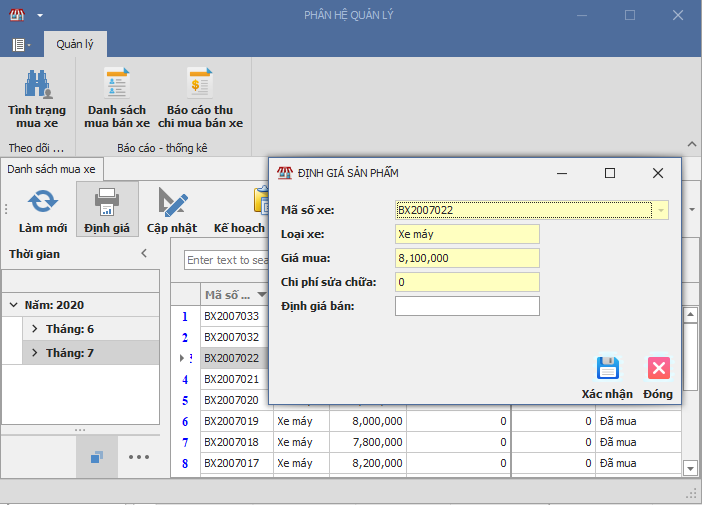 PHÂN HỆ QUẢN LÝ
Quản lý
Tình trạng mua xe
Danh sách mua bán xe
Báo cáo thu chi mua bán xe
Theo dõi ...
Báo cáo - thống kê
Danh sách mua xe
Làm mới
Định giá
Cập nhật
Kế hoạch
Thời gian
Năm: 2020
Tháng: 6
Tháng: 7
Enter text to sea
Mã số ...
1 BX2007033
2 BX2007032
3 BX2007022
4 BX2007021
5 BX2007020
6 BX2007019 Xe máy 8,000,000 0 0 Đã mua
7 BX2007018 Xe máy 7,800,000 0 0 Đã mua
8 BX2007017 Xe máy 8,200,000 0 0 Đã mua
ĐỊNH GIÁ SẢN PHẨM
Mã số xe: BX2007022
Loại xe: Xe máy
Giá mua: 8,100,000
Chi phí sửa chữa: 0
Định giá bán:
Xác nhận
Đóng